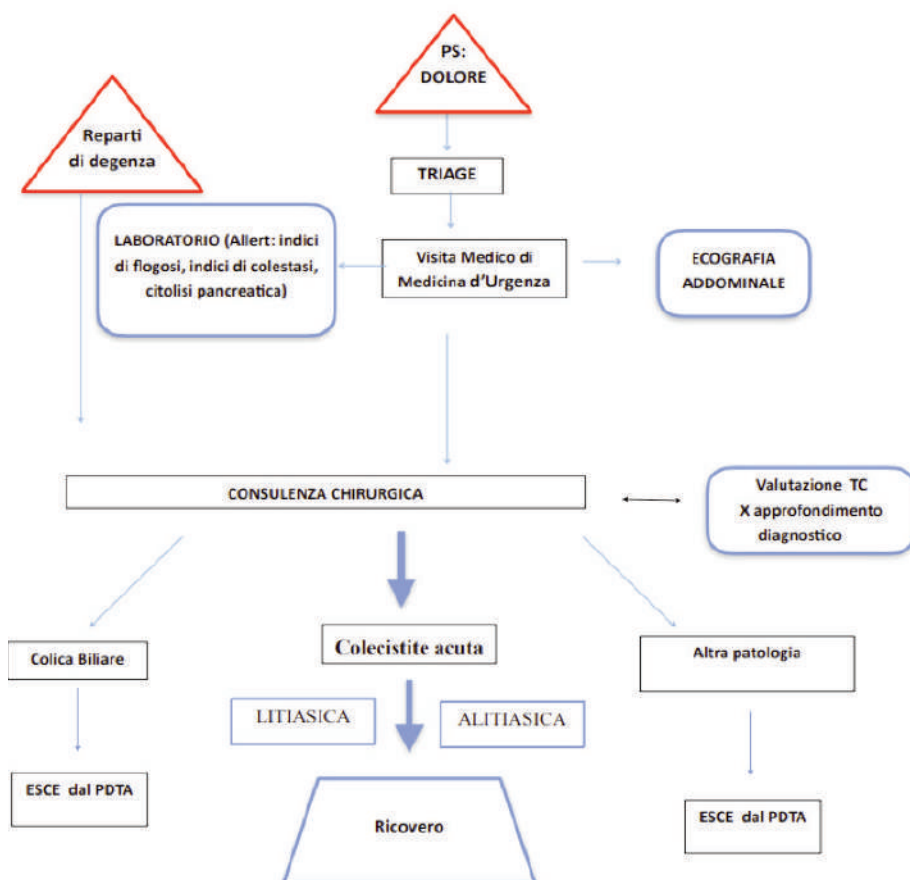 PS:
DOLORE
Reparti
di degenza
TRIAGE
LABORATORIO (Allert: indici
di flogosi, indici di colestasi,
citolisi pancreatica)
Visita Medico di
Medicina d'Urgenza
ECOGRAFIA
ADDOMINALE
CONSULENZA CHIRURGICA
Valutazione TC
X approfondimento
diagnostico
Colica Biliare
Colecistite acuta
Altra patologia
LITIASICA
ALITIASICA
ESCE dal PDTA
Ricovero
ESCE dal PDTA